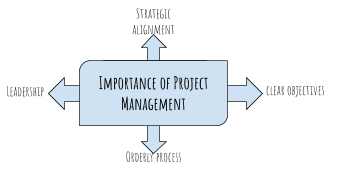 Strategic
alignment
Leadership
Importance of Project
Management
clear objectives
Orderly process